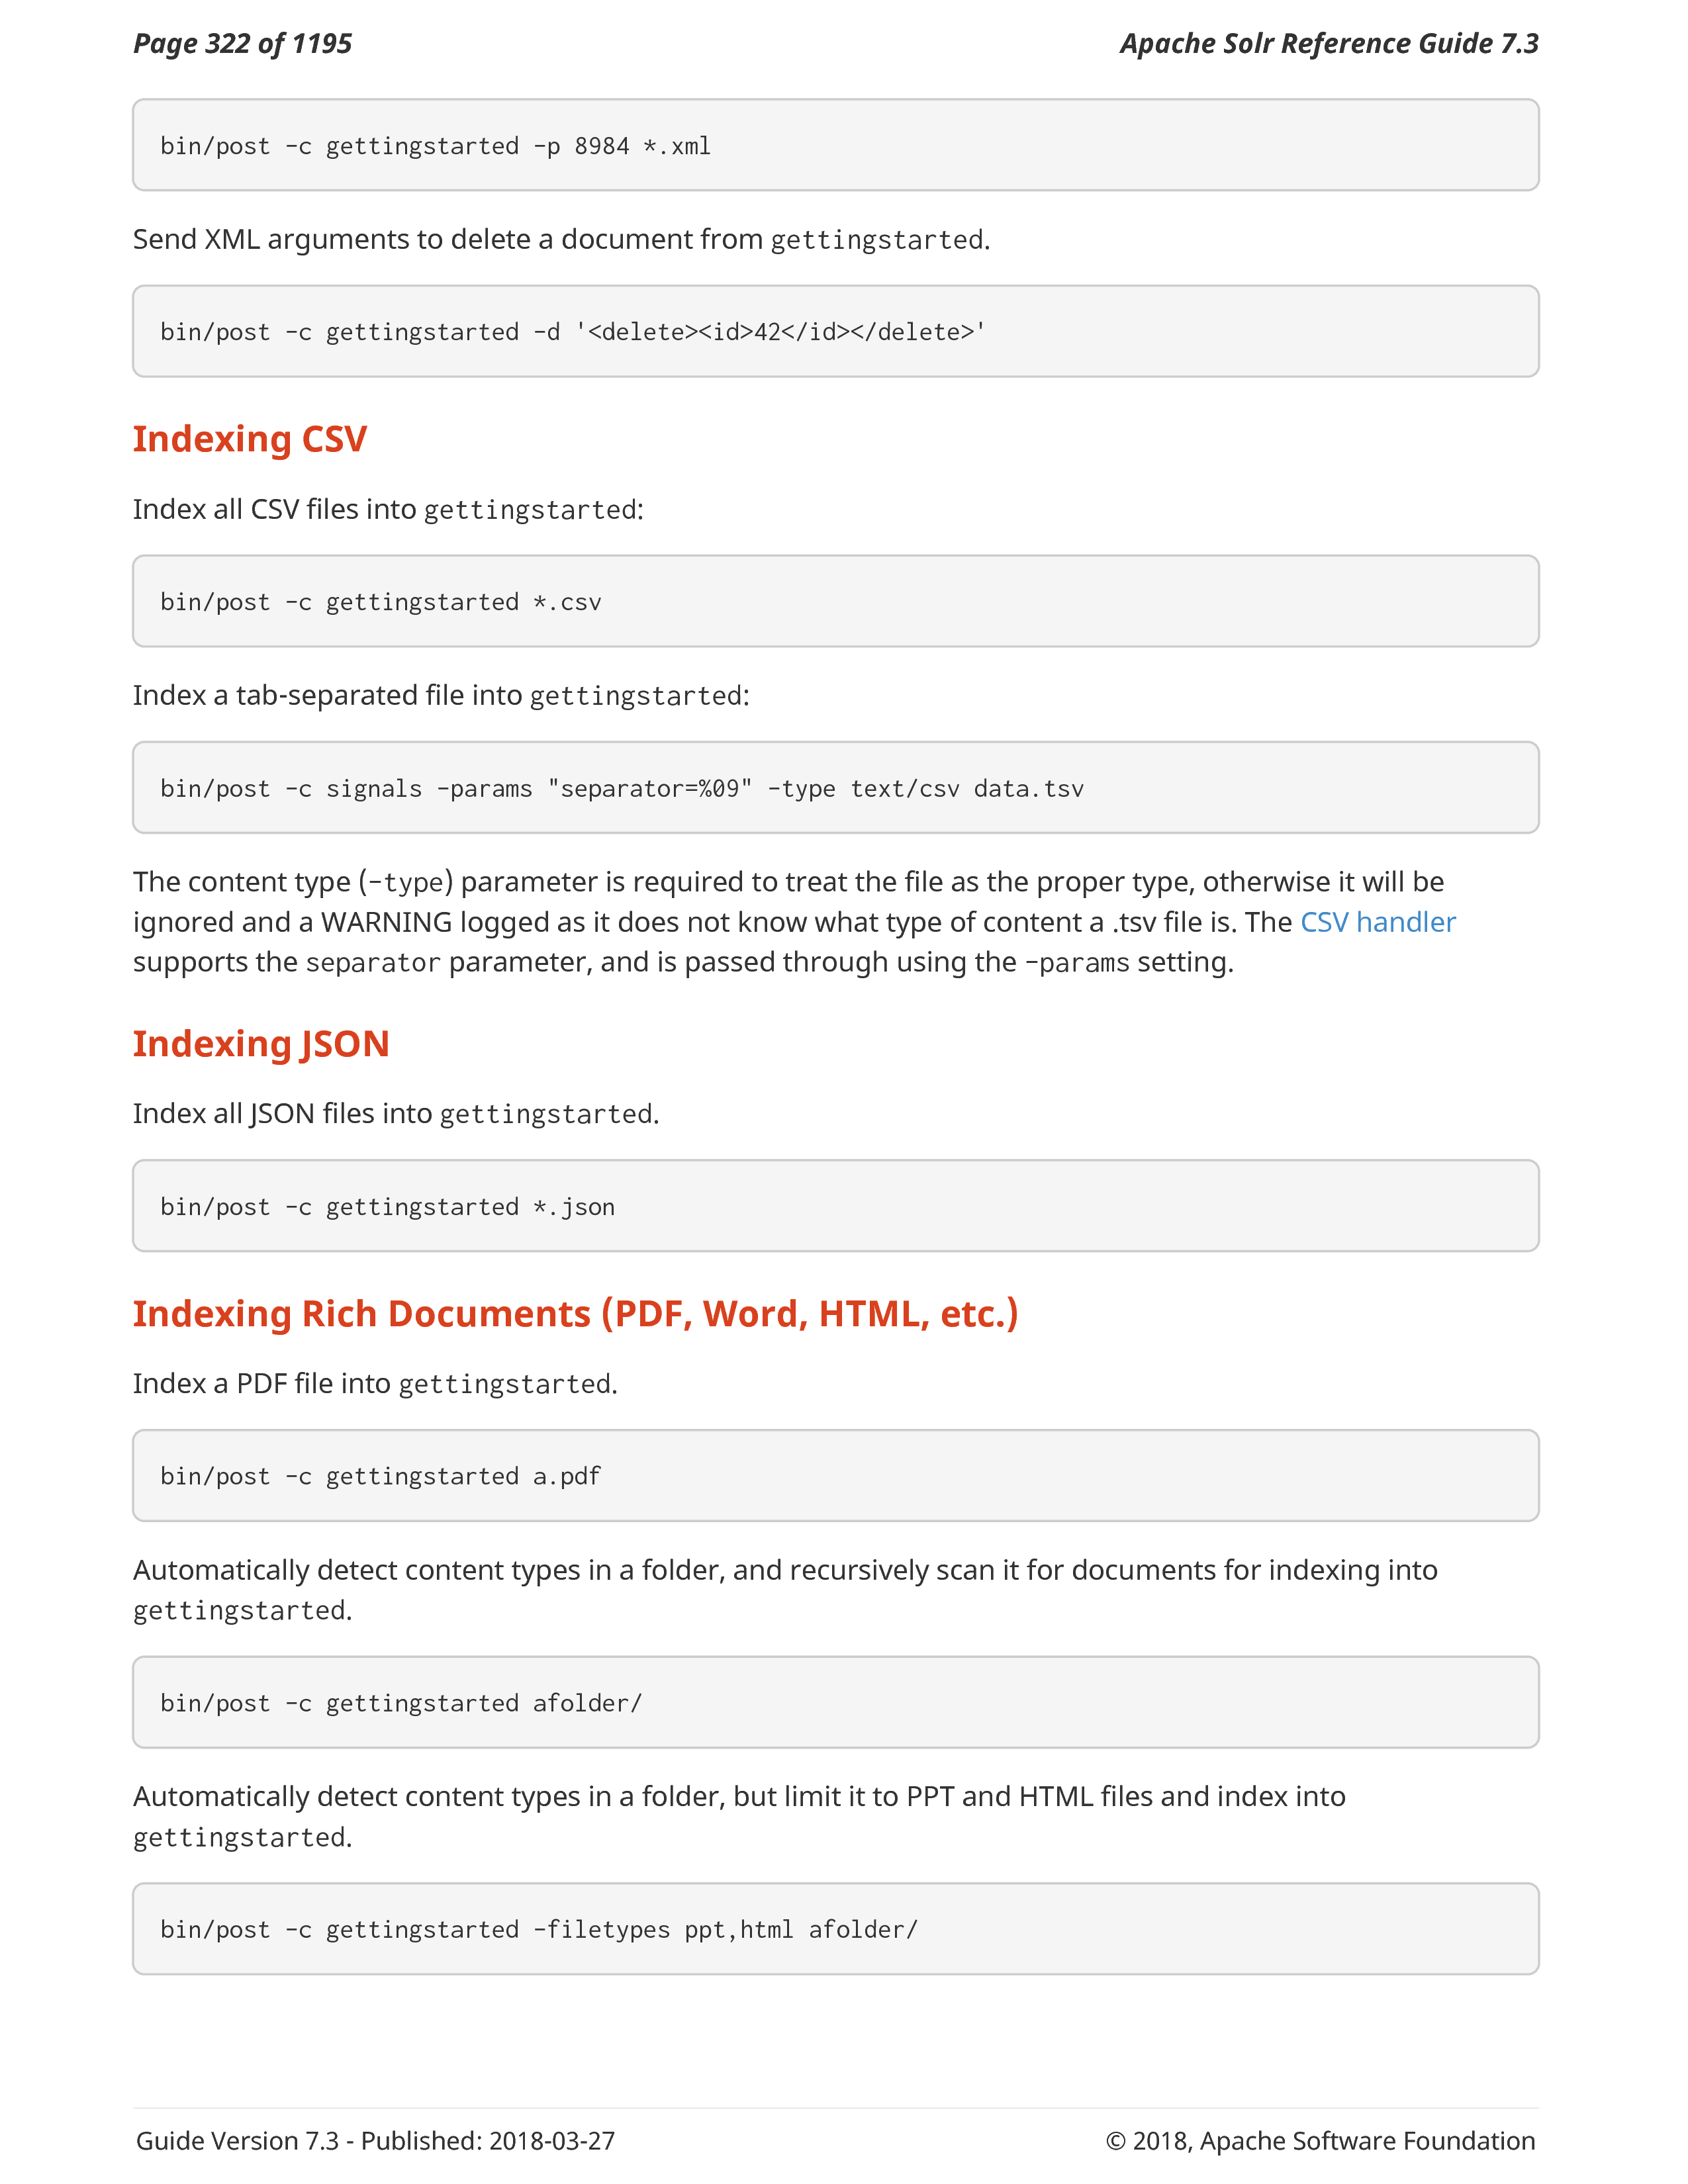 Page 322 of 1195
Apache Solr Reference Guide 7.3
bin/post -c gettingstarted -p 8984 *.xml
Send XML arguments to delete a document from gettingstarted.
bin/post -c gettingstarted -d '<delete><id>42</id></delete>'
Indexing CSV
Index all CSV files into gettingstarted:
bin/post -c gettingstarted *.csv
Index a tab-separated file into gettingstarted:
bin/post -c signals -params "separator=%09" -type text/csv data.tsv
The content type (-type) parameter is required to treat the file as the proper type, otherwise it will be
ignored and a WARNING logged as it does not know what type of content a .tsv file is. The CSV handler
supports the separator parameter, and is passed through using the -params setting.
Indexing JSON
Index all JSON files into gettingstarted.
bin/post -c gettingstarted *.json
Indexing Rich Documents (PDF, Word, HTML, etc.)
Index a PDF file into gettingstarted.
bin/post -c gettingstarted a.pdf
Automatically detect content types in a folder, and recursively scan it for documents for indexing into
gettingstarted.
bin/post -c gettingstarted afolder/
Automatically detect content types in a folder, but limit it to PPT and HTML files and index into
gettingstarted.
bin/post -c gettingstarted -filetypes ppt,html afolder/
Guide Version 7.3 - Published: 2018-03-27
© 2018, Apache Software Foundation